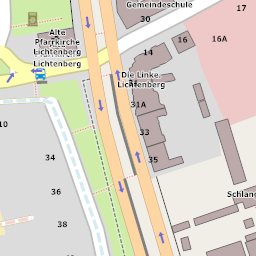 Gemeindeschule
17
30
16
16A
Alte
Pfarrkirche
Lichtenberg
Lichtenberg
14
Die Linke
Lichtenberg
31A
10
33
35
34
36
38
Schlan